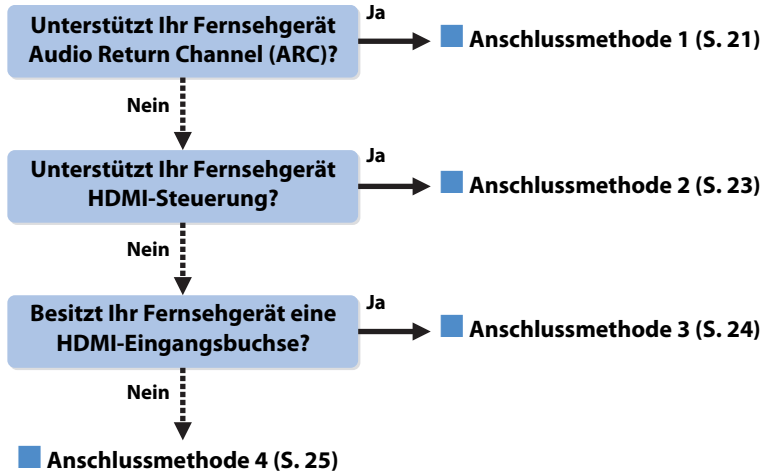 Unterstützt Ihr Fernsehgerät
Audio Return Channel (ARC)?
Ja
Anschlussmethode 1 (S. 21)
Nein
Unterstützt Ihr Fernsehgerät
HDMI-Steuerung?
Ja
Anschlussmethode 2 (S. 23)
Nein
Besitzt Ihr Fernsehgerät eine
HDMI-Eingangsbuchse?
Ja
Anschlussmethode 3 (S. 24)
Nein
Anschlussmethode 4 (S. 25)